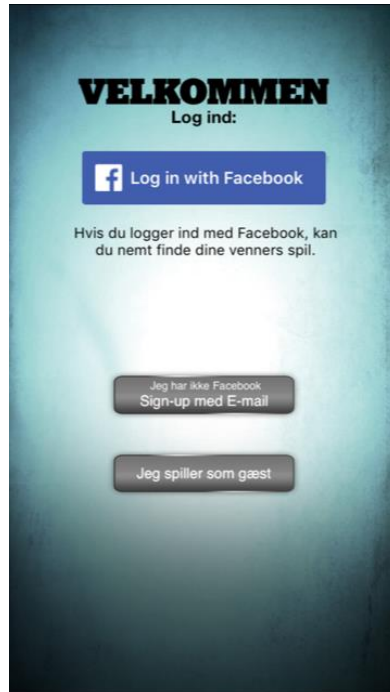 VELKOMMEN
Log ind:
Log in with Facebook
Hvis du logger ind med Facebook, kan
du nemt finde dine venners spil.
Jeg har ikke Facebook
Sign-up med E-mail
Jeg spiller som gæst